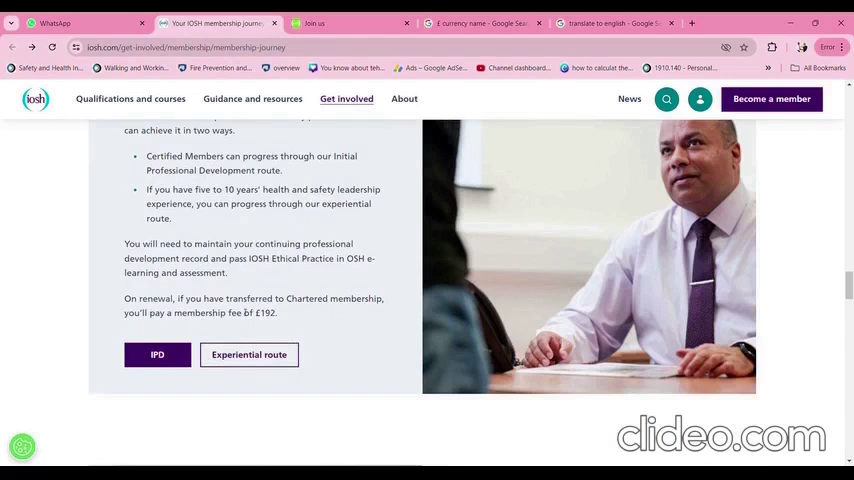 WhatsApp
Your IOSH membership journey
Join us
£ currency name - Google Sear
translate to english - Google S
iosh.com/get-involved/membership/membership-journey
Error
Safety and Health In...
Walking and Workin...
Fire Prevention and...
overview
You know about teh...
Ads – Google AdSe...
Channel dashboard...
how to calculat the...
1910.140 - Personal...
All Bookmarks
iosh
Qualifications and courses
Guidance and resources
Get involved
About
News
Become a member
can achieve it in two ways.
Certified Members can progress through our Initial
Professional Development route.
If you have five to 10 years' health and safety leadership
experience, you can progress through our experiential
route.
You will need to maintain your continuing professional
development record and pass IOSH Ethical Practice in OSH e-
learning and assessment.
On renewal, if you have transferred to Chartered membership,
you'll pay a membership fee of £192.
IPD
Experiential route
clideo.com